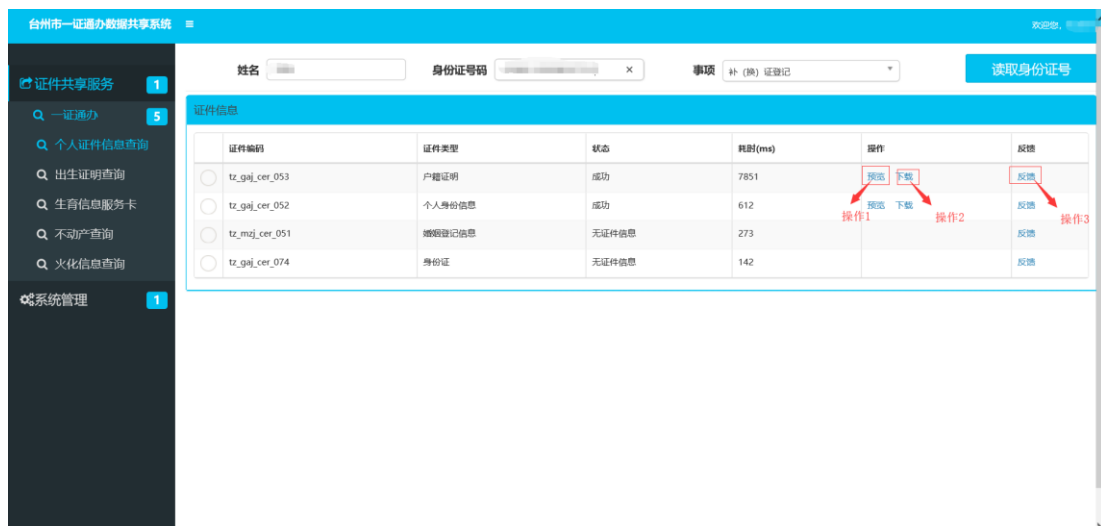 台州市一证通办数据共享系统
欢迎您，
证件共享服务 1
一证通办 5
个人证件信息查询
出生证明查询
生育信息服务卡
不动产查询
火化信息查询
系统管理 1
姓名 身份证号码 × 事项 补（换）证登记 读取身份证号
证件信息
证件编码 证件类型 状态 耗时(ms) 操作 反馈
tz_gaj_cer_053 户籍证明 成功 7851 预览 下载 反馈
tz_gaj_cer_052 个人身份信息 成功 612 预览 下载 反馈
操作1 操作2 操作3
tz_mzj_cer_051 婚姻登记信息 无证件信息 273 反馈
tz_gaj_cer_074 身份证 无证件信息 142 反馈